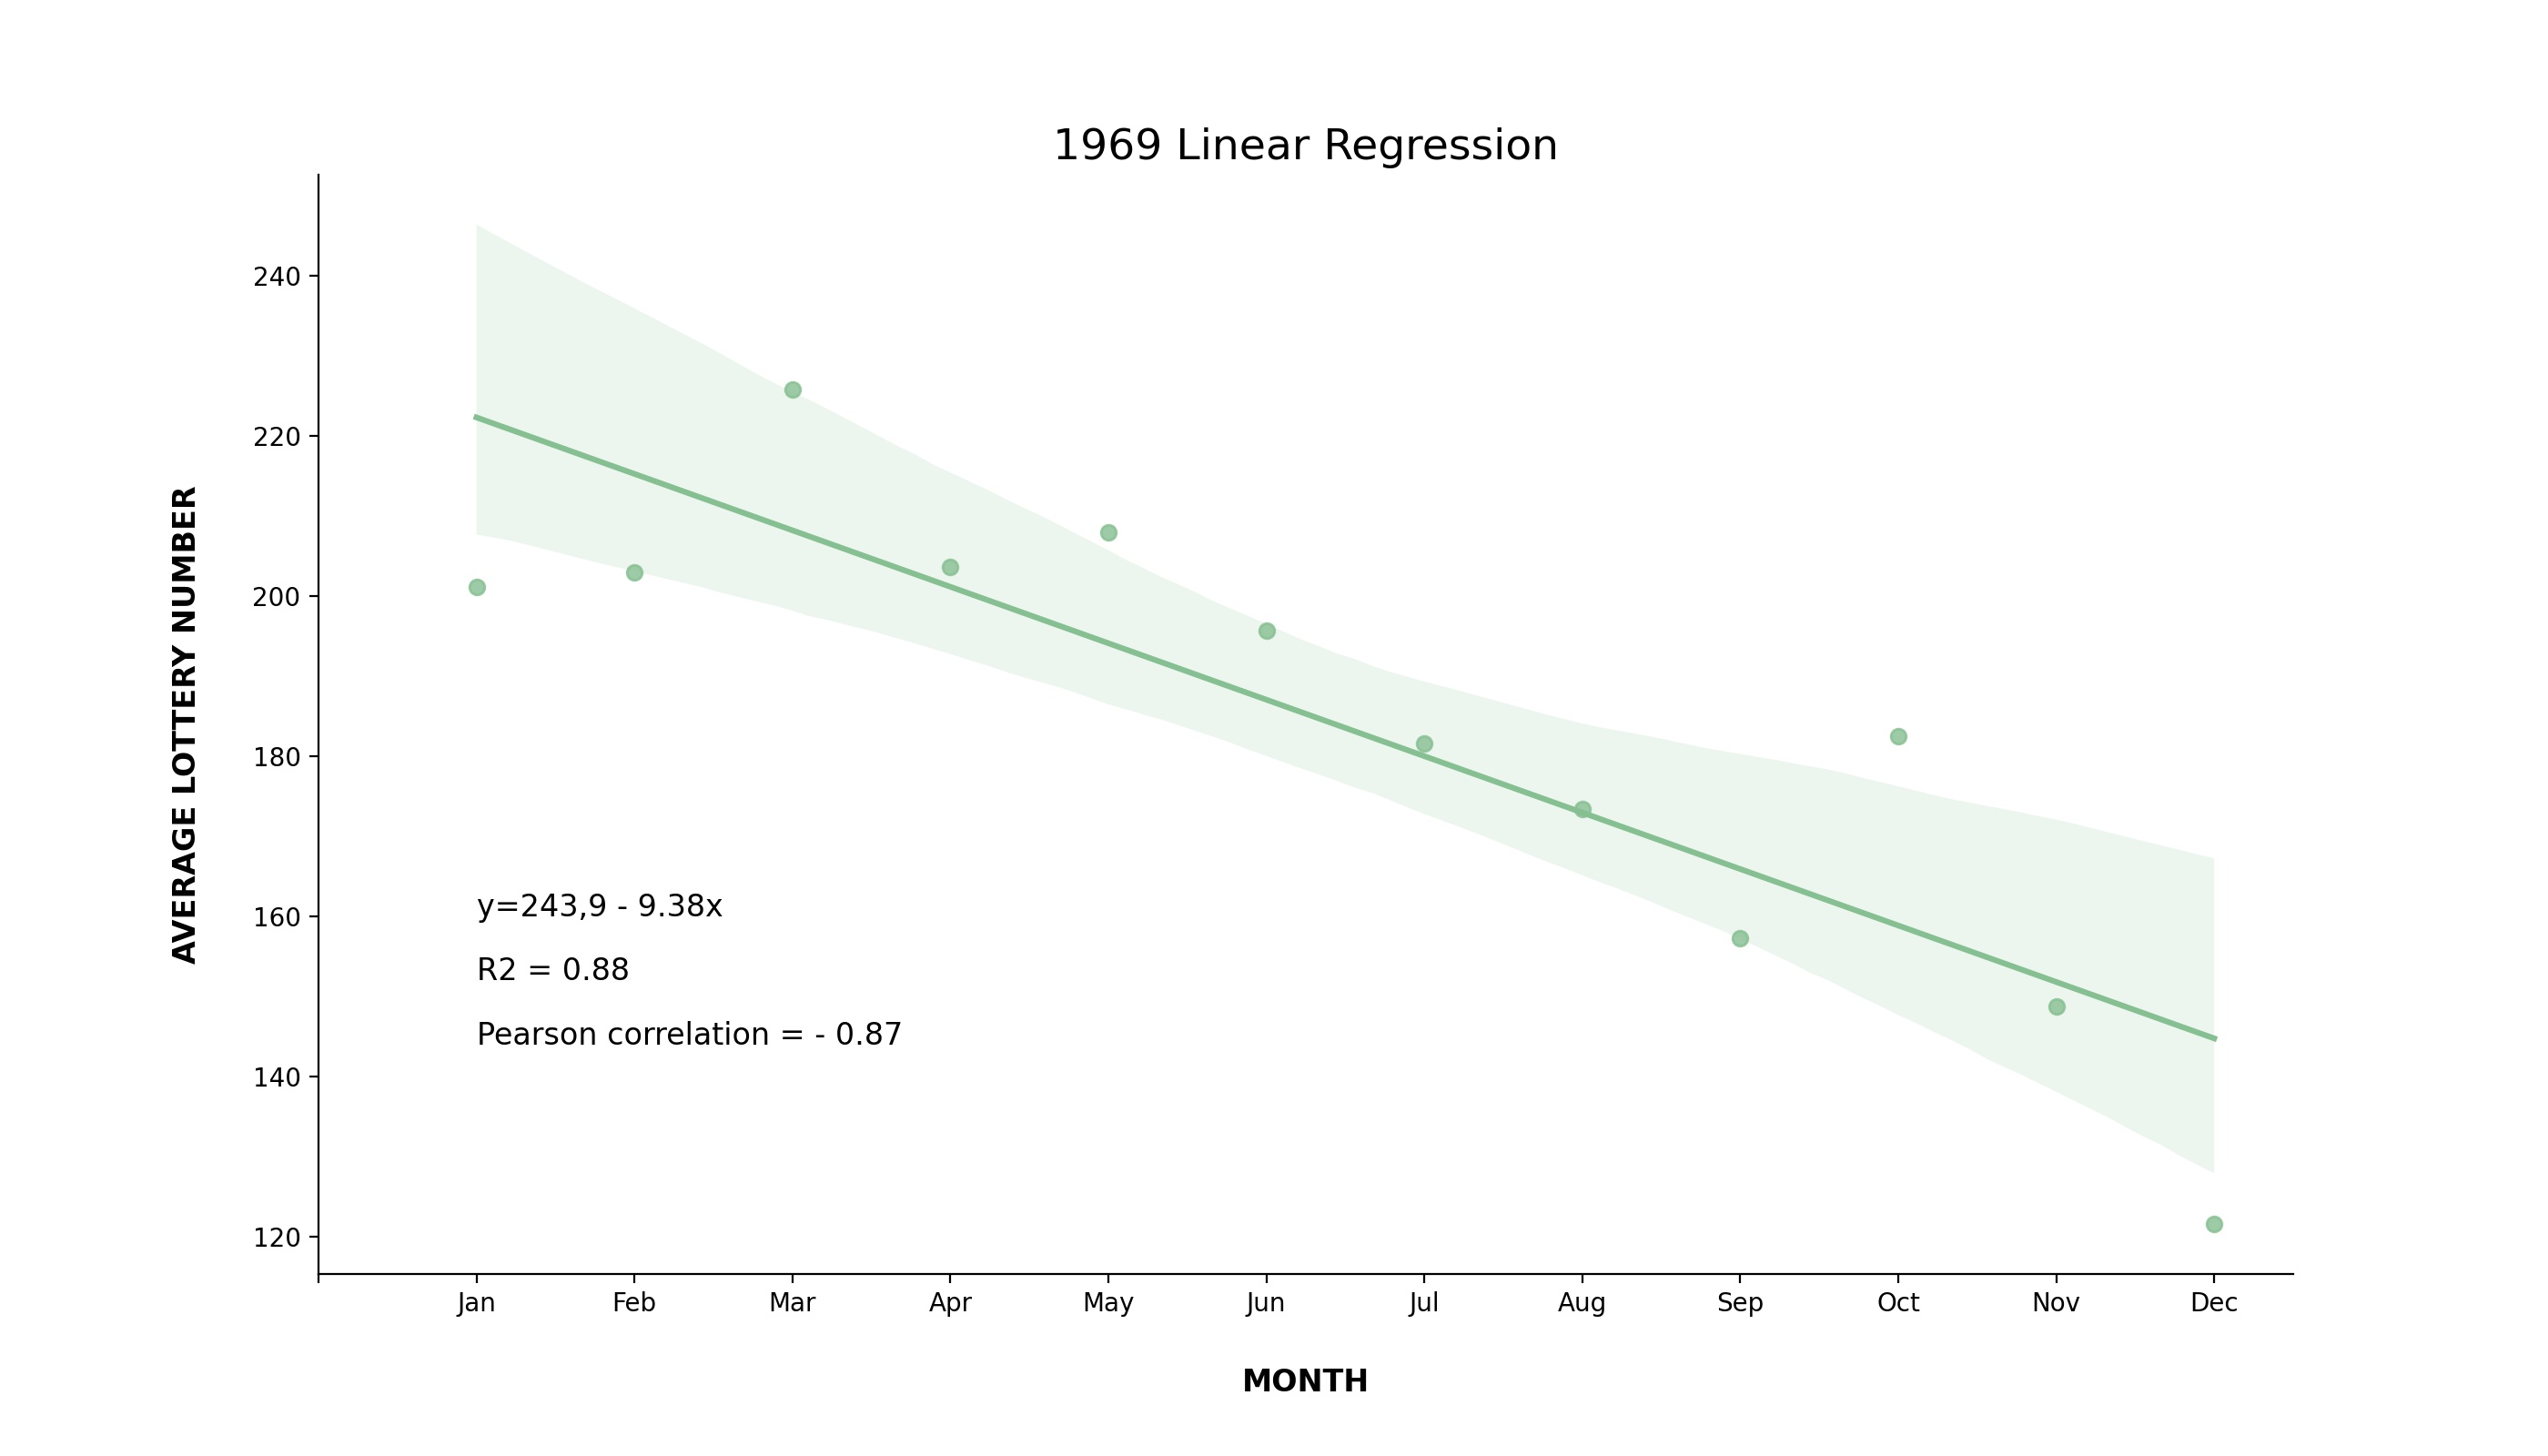 1969 Linear Regression
AVERAGE LOTTERY NUMBER
240
220
200
180
160
140
120
y=243,9 - 9.38x
R2 = 0.88
Pearson correlation = - 0.87
Jan Feb Mar Apr May Jun Jul Aug Sep Oct Nov Dec
MONTH